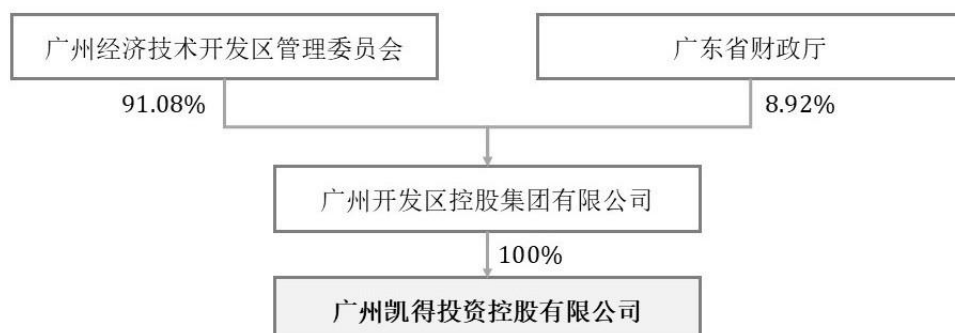 广州经济技术开发区管理委员会
广东省财政厅
91.08%
8.92%
广州开发区控股集团有限公司
100%
广州凯得投资控股有限公司